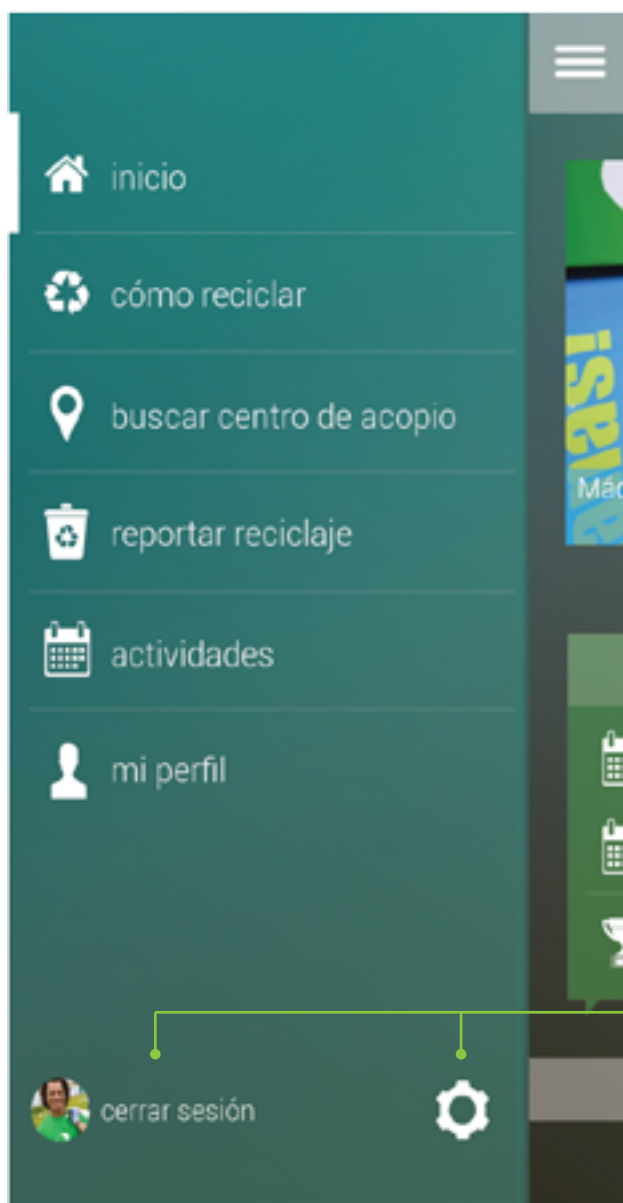 inicio
cómo reciclar
buscar centro de acopio
reportar reciclaje
actividades
mi perfil
cerrar sesión